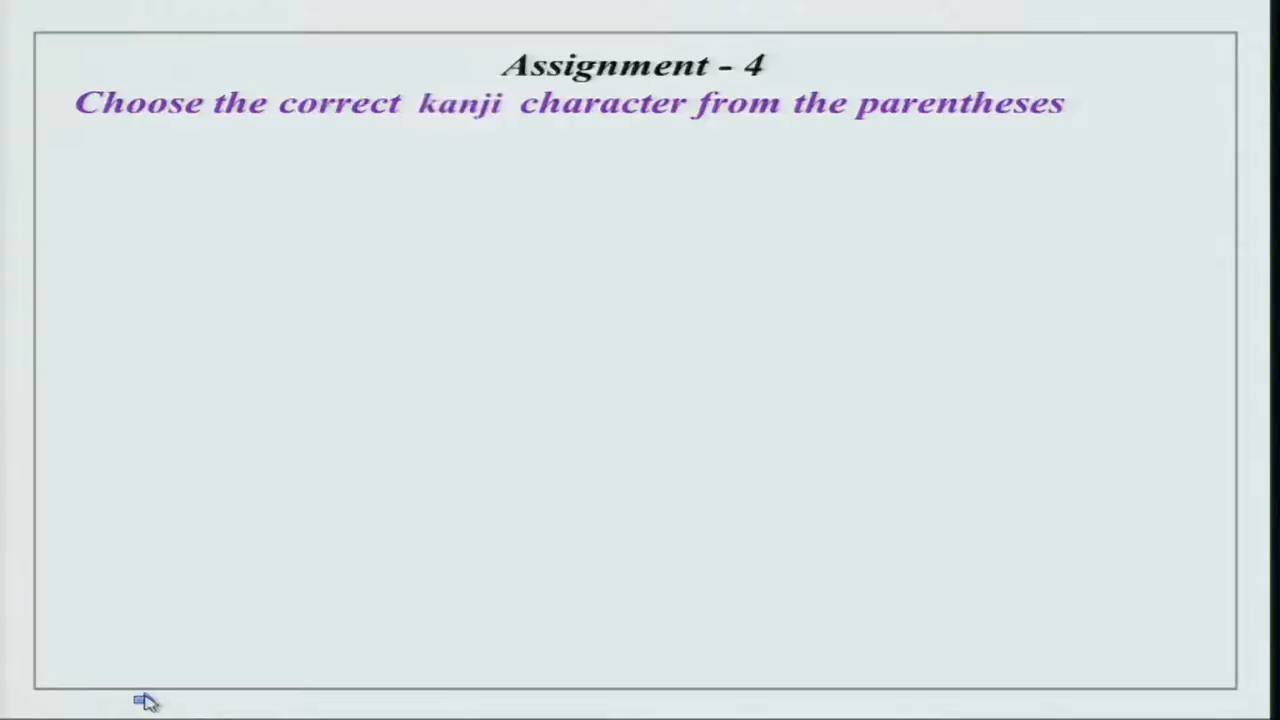 Assignment - 4
Choose the correct kanji character from the parentheses